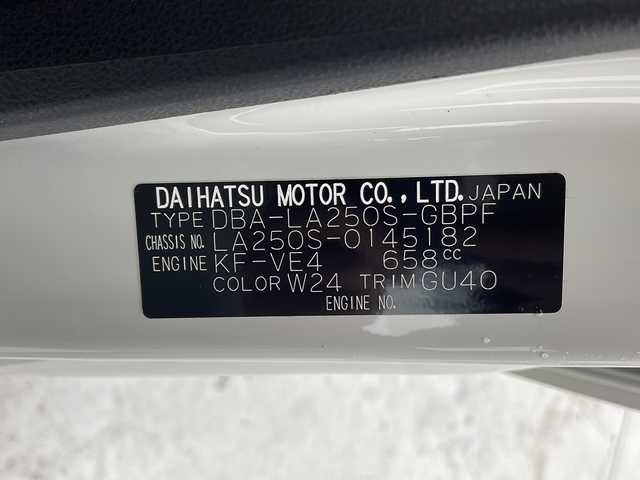 DAIHATSU MOTOR CO., LTD. JAPAN
TYPE DBA-LA250S-GBPF
CHASSIS NO. LA250S-0145182
ENGINE KF-VE4 658cc
COLOR W24 TRIM GU40
ENGINE NO.